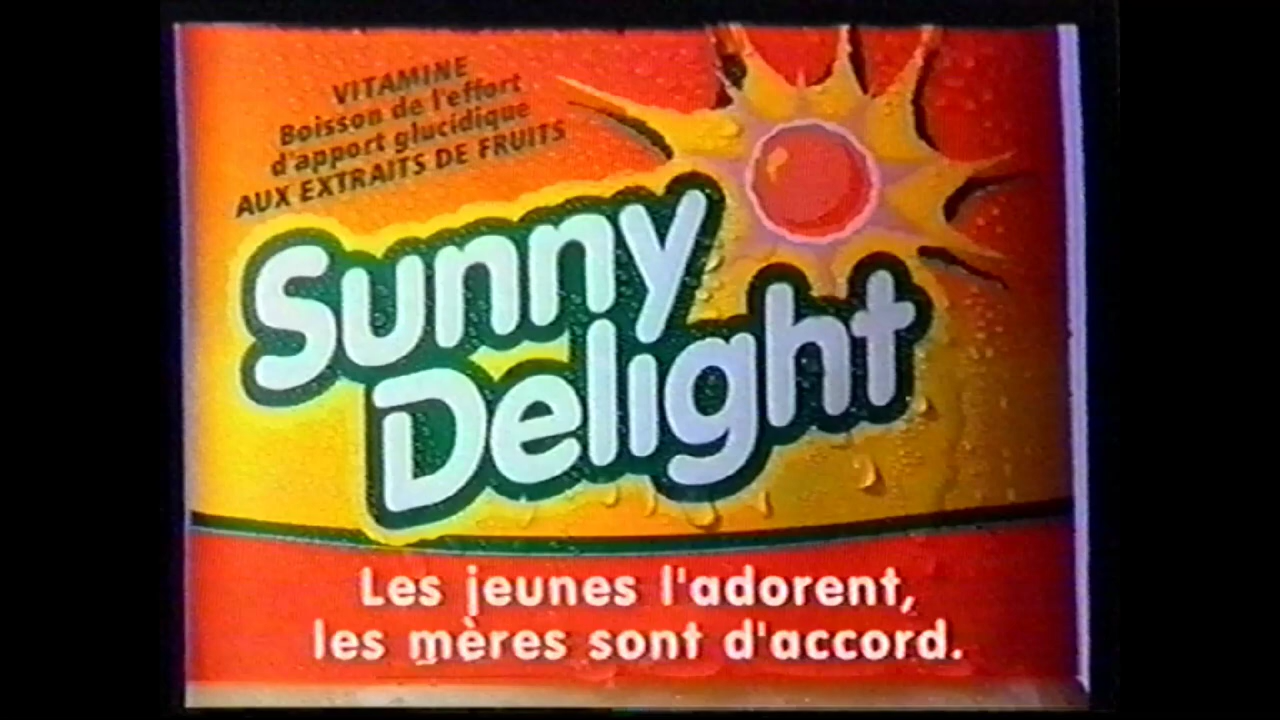 VITAMINE
Boisson de l'effort
d'apport glucidique
AUX EXTRAITS DE FRUITS
Sunny
Delight
Les jeunes l'adorent,
les mères sont d'accord.